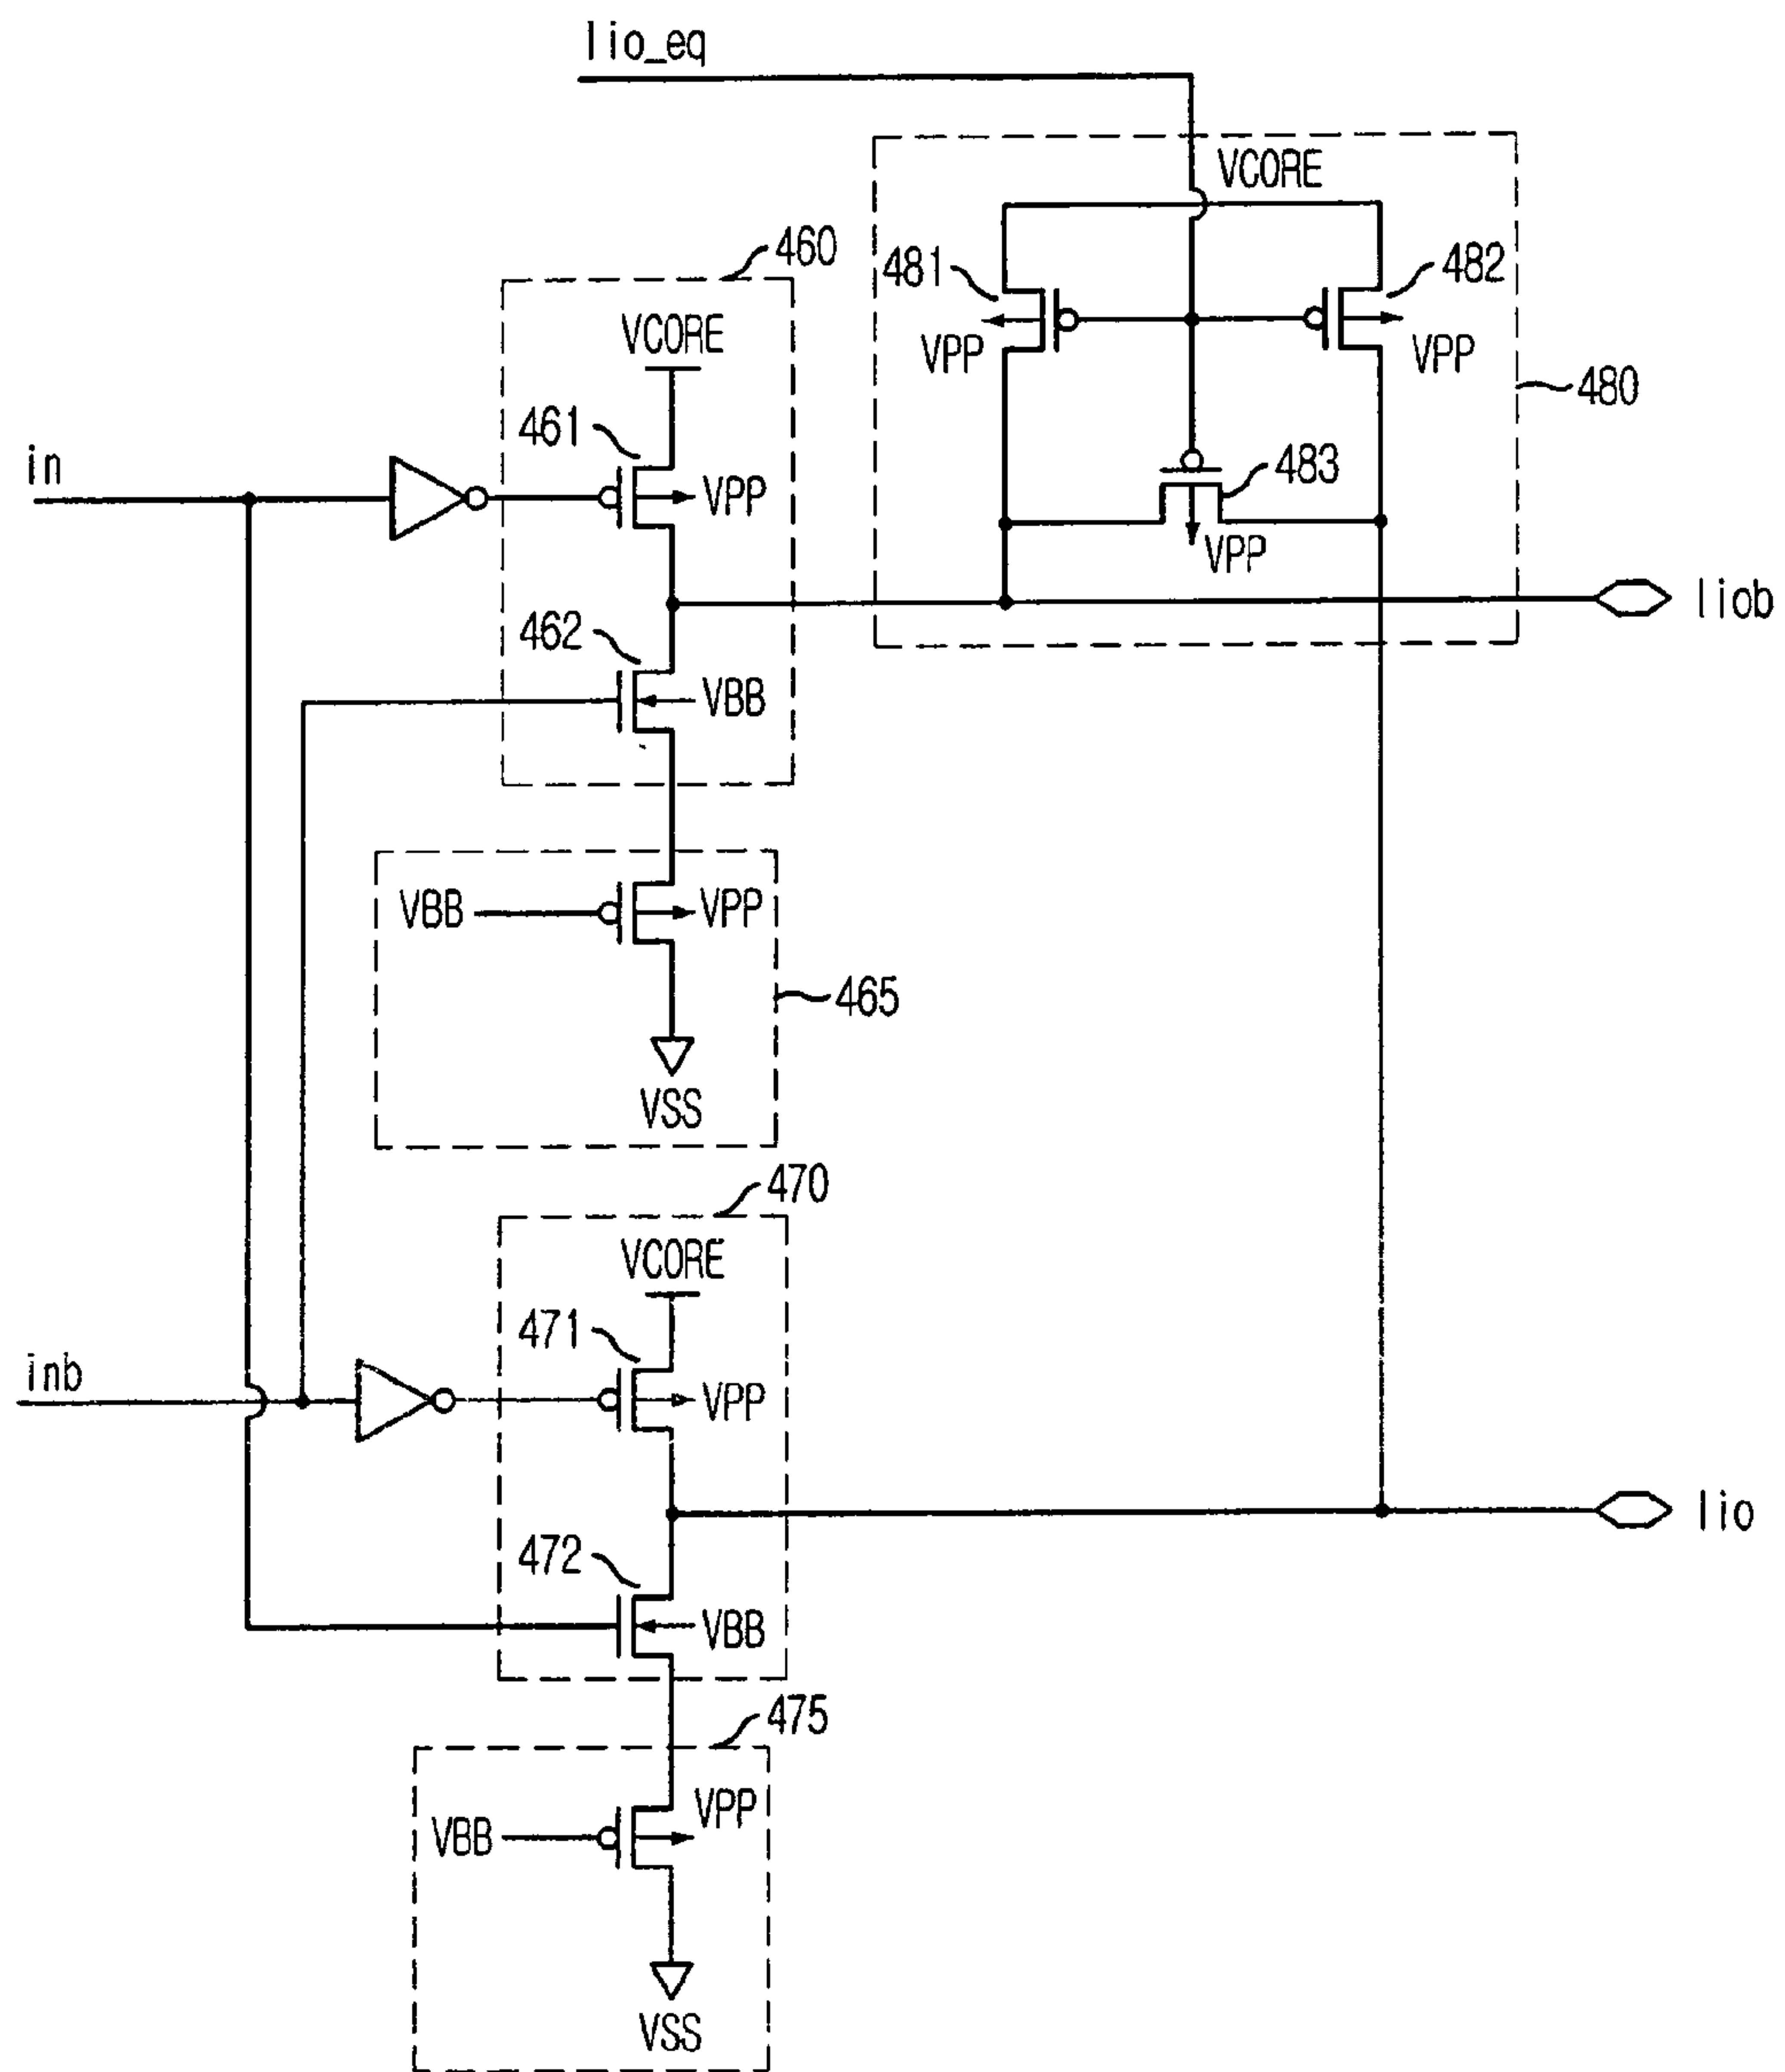 lio_eq
VCORE
460
481
482
VCORE
VPP
VPP
480
461
in
483
VPP
VPP
liob
462
VBB
VBB
VPP
465
VSS
470
VCORE
471
inb
VPP
lio
472
VBB
475
VPP
VBB
VSS